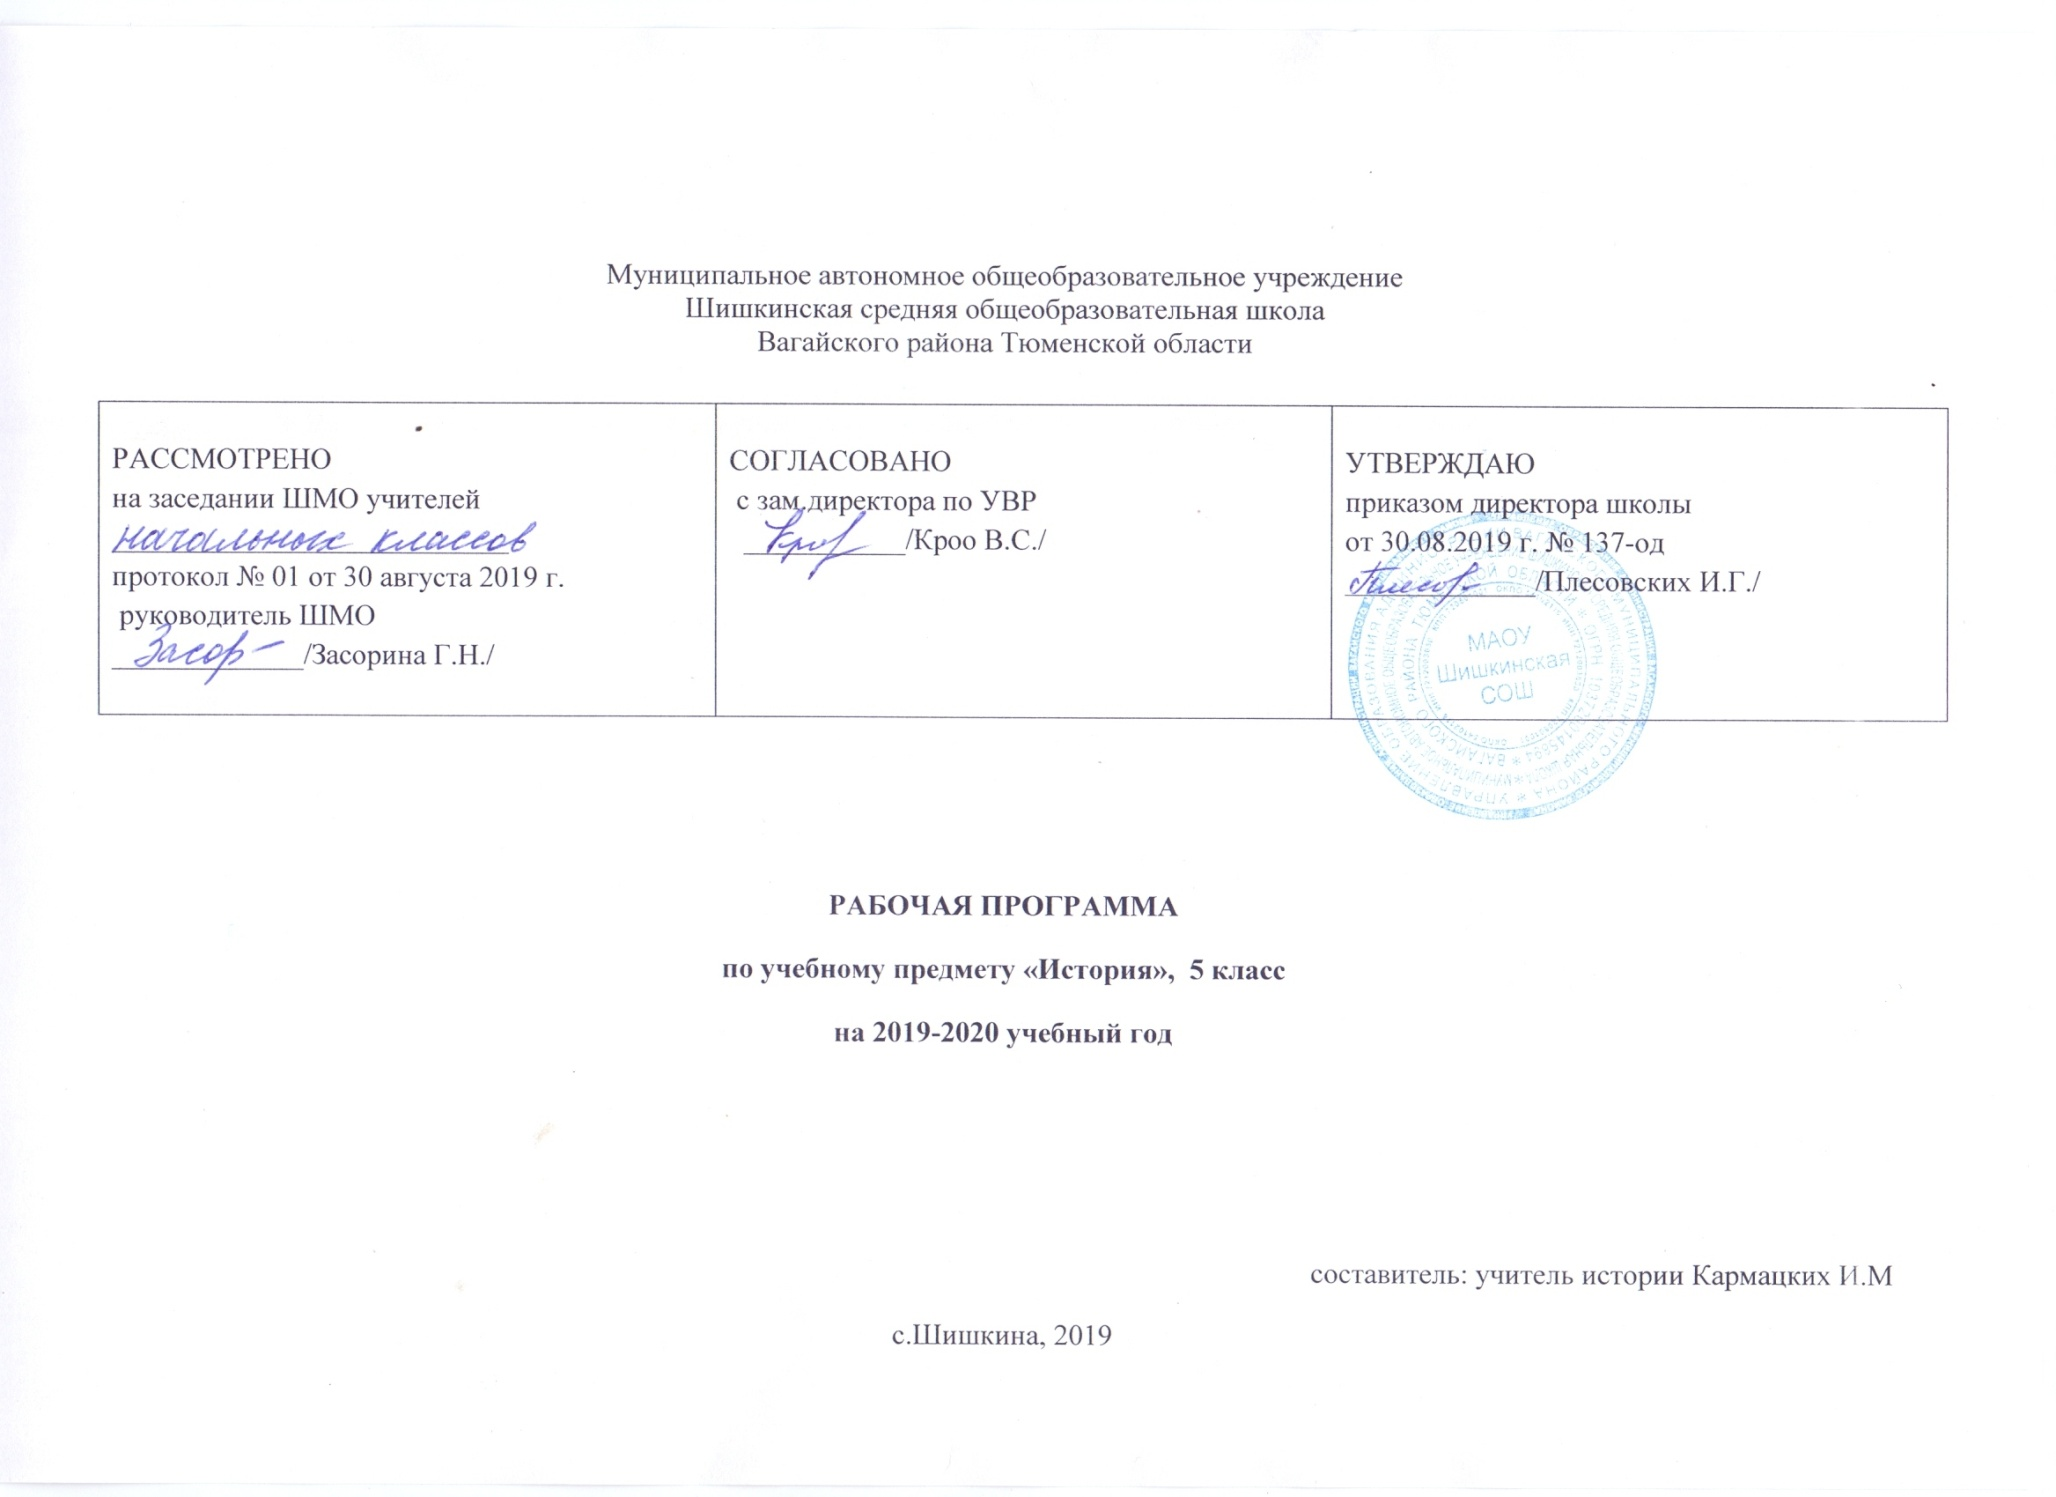 Муниципальное автономное общеобразовательное учреждение
Шишкинская средняя общеобразовательная школа
Вагайского района Тюменской области
РАССМОТРЕНО
на заседании ШМО учителей
начальных классов
протокол № 01 от 30 августа 2019 г.
руководитель ШМО
Засор /Засорина Г.Н./
СОГЛАСОВАНО
с зам.директора по УВР
/Кроо В.С./
УТВЕРЖДАЮ
приказом директора школы
от 30.08.2019 г. № 137-од
Плесов /Плесовских И.Г./
МАОУ
Шишкинская
СОШ
РАБОЧАЯ ПРОГРАММА
по учебному предмету «История», 5 класс
на 2019-2020 учебный год
составитель: учитель истории Кармацких И.М
с.Шишкина, 2019